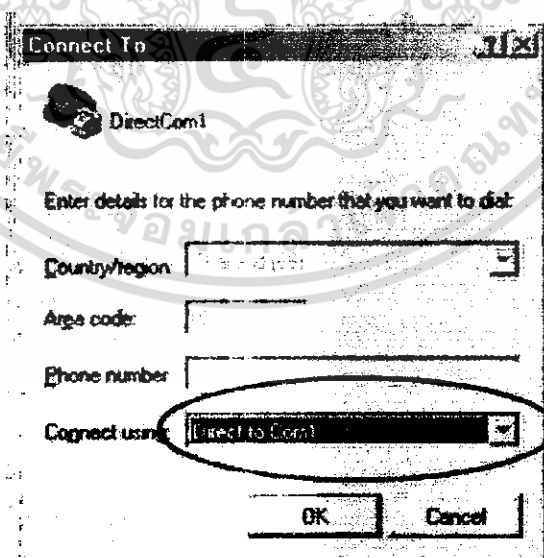 Connect To
DirectCom1
Enter details for the phone number that you want to dial:
Country/region:
Area code:
Phone number
Connect using: Direct to Com1
OK Cancel